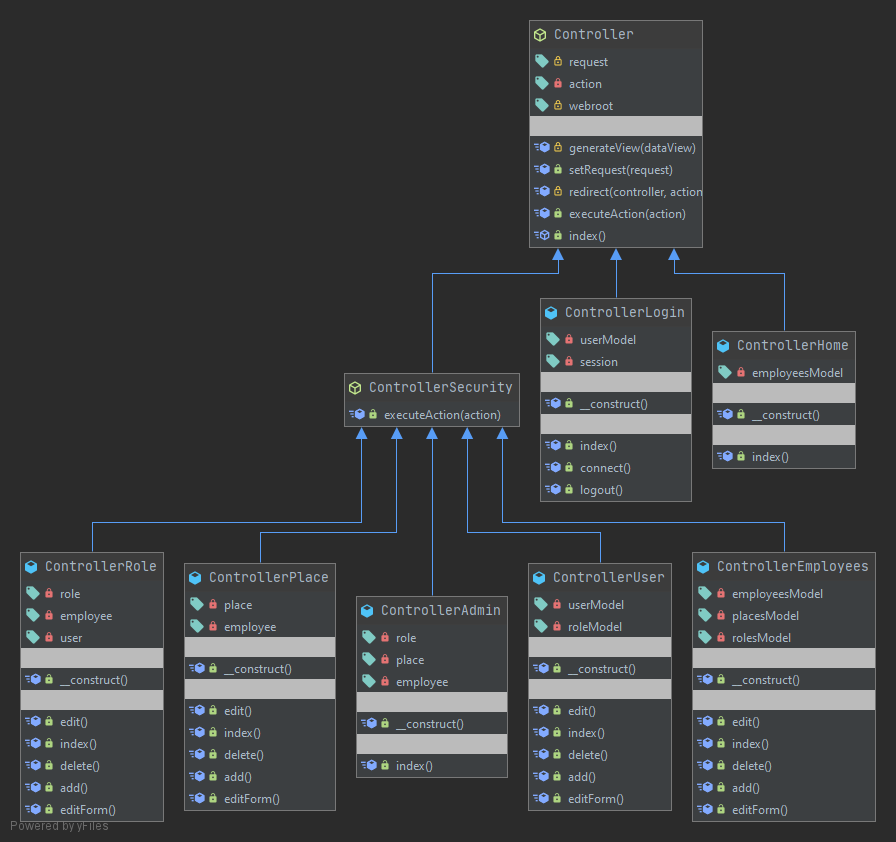 Controller
request
action
webroot
generateView(dataView)
setRequest(request)
redirect(controller, action
executeAction(action)
index()
ControllerLogin
userModel
session
__construct()
index()
connect()
logout()
ControllerHome
employeesModel
__construct()
index()
ControllerSecurity
executeAction(action)
ControllerRole
role
employee
user
__construct()
edit()
index()
delete()
add()
editForm()
ControllerPlace
place
employee
__construct()
edit()
index()
delete()
add()
editForm()
ControllerAdmin
role
place
employee
__construct()
index()
ControllerUser
userModel
roleModel
__construct()
edit()
index()
delete()
add()
editForm()
ControllerEmployees
employeesModel
placesModel
rolesModel
__construct()
edit()
index()
delete()
add()
editForm()
Powered by yFiles